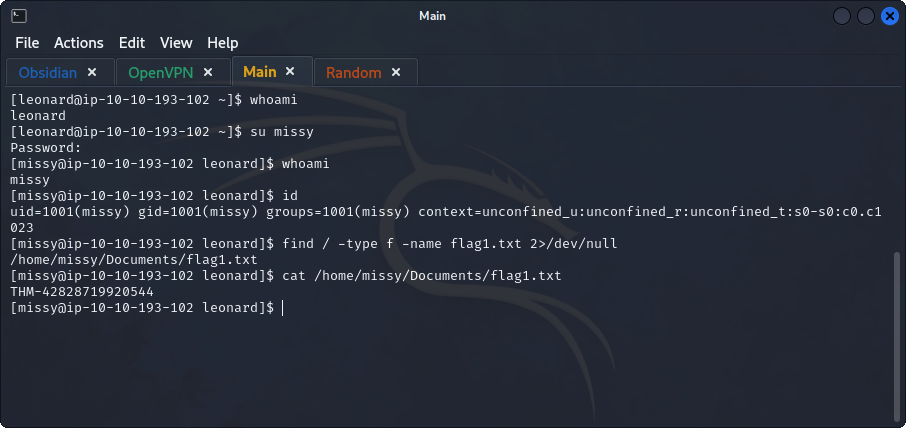 Main
File Actions Edit View Help
Obsidian × OpenVPN × Main × Random ×
[leonard@ip-10-10-193-102 ~]$ whoami
leonard
[leonard@ip-10-10-193-102 ~]$ su missy
Password:
[missy@ip-10-10-193-102 leonard]$ whoami
missy
[missy@ip-10-10-193-102 leonard]$ id
uid=1001(missy) gid=1001(missy) groups=1001(missy) context=unconfined_u:unconfined_r:unconfined_t:s0-s0:c0.c1
023
[missy@ip-10-10-193-102 leonard]$ find / -type f -name flag1.txt 2>/dev/null
/home/missy/Documents/flag1.txt
[missy@ip-10-10-193-102 leonard]$ cat /home/missy/Documents/flag1.txt
THM-42828719920544
[missy@ip-10-10-193-102 leonard]$